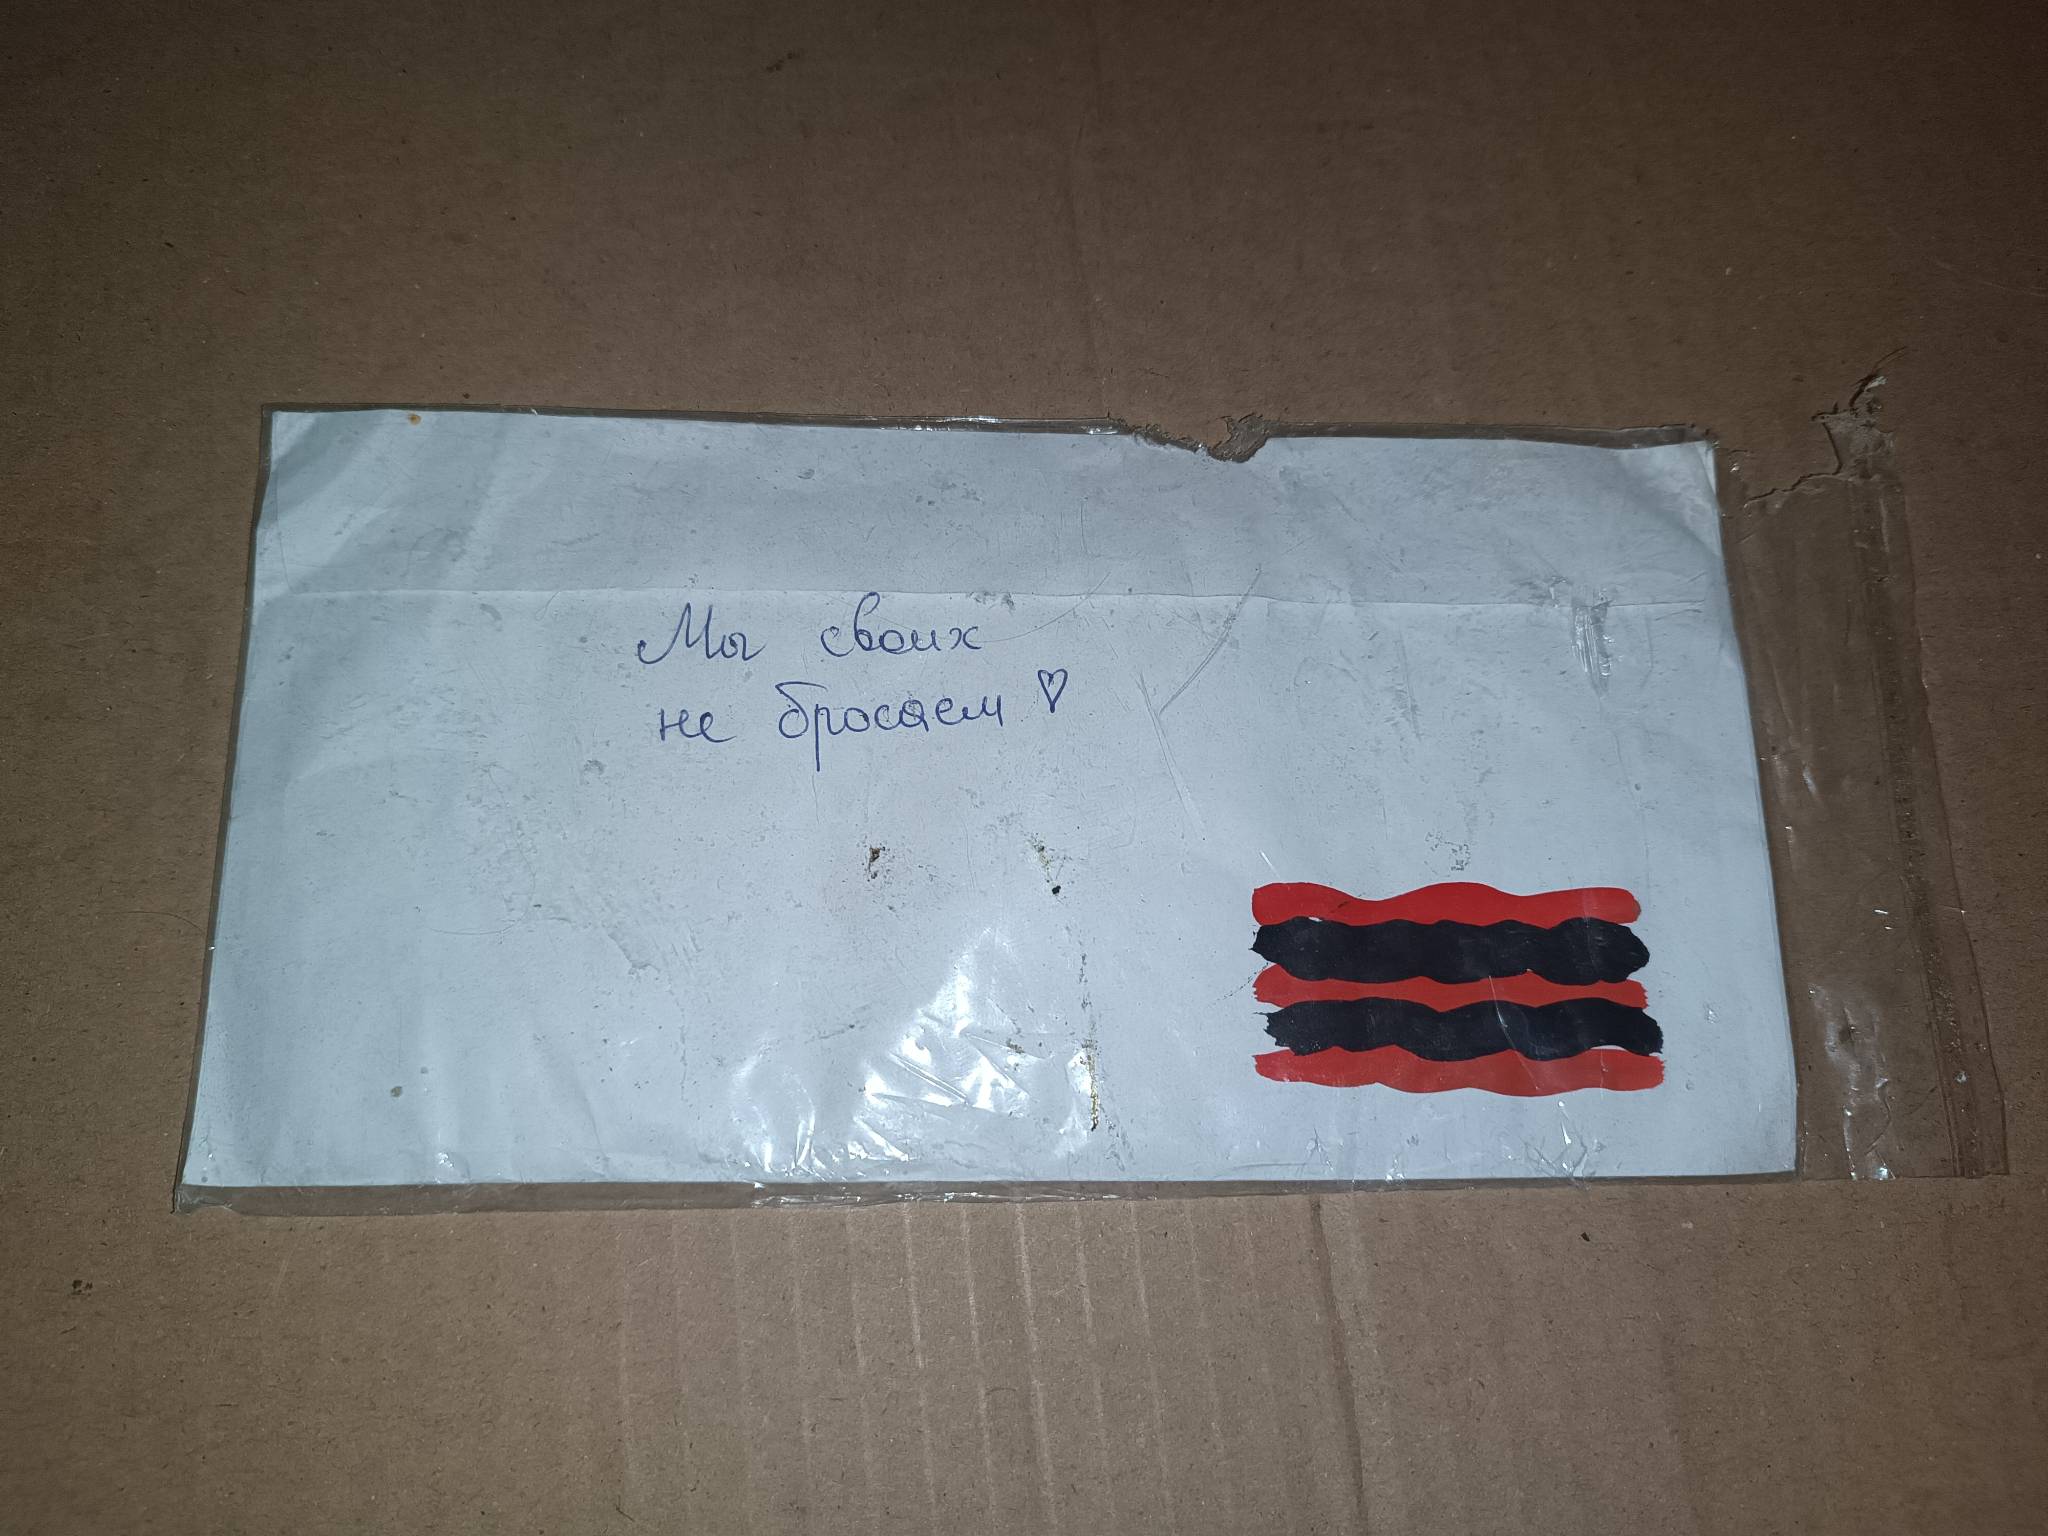 Мы своих
не бросаем ♡